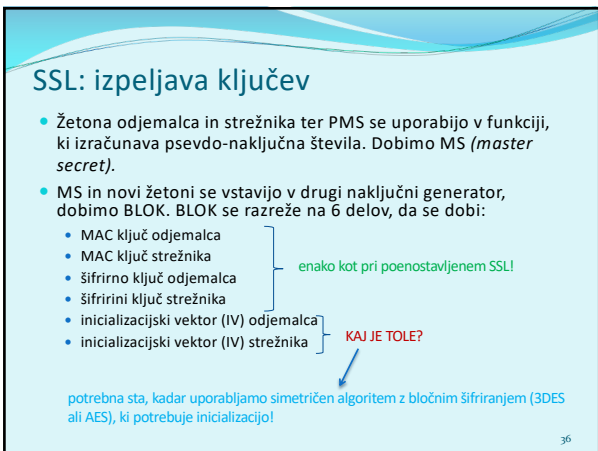 SSL: izpeljava ključev
Žetona odjemalca in strežnika ter PMS se uporabijo v funkciji,
ki izračunava psevdo-naključna števila. Dobimo MS (master
secret).
MS in novi žetoni se vstavijo v drugi naključni generator,
dobimo BLOK. BLOK se razreže na 6 delov, da se dobi:
MAC ključ odjemalca
MAC ključ strežnika
šifrirno ključ odjemalca
šifririni ključ strežnika
enako kot pri poenostavljenem SSL!
inicializacijski vektor (IV) odjemalca
inicializacijski vektor (IV) strežnika
KAJ JE TOLE?
potrebna sta, kadar uporabljamo simetričen algoritem z bločnim šifriranjem (3DES
ali AES), ki potrebuje inicializacijo!
36